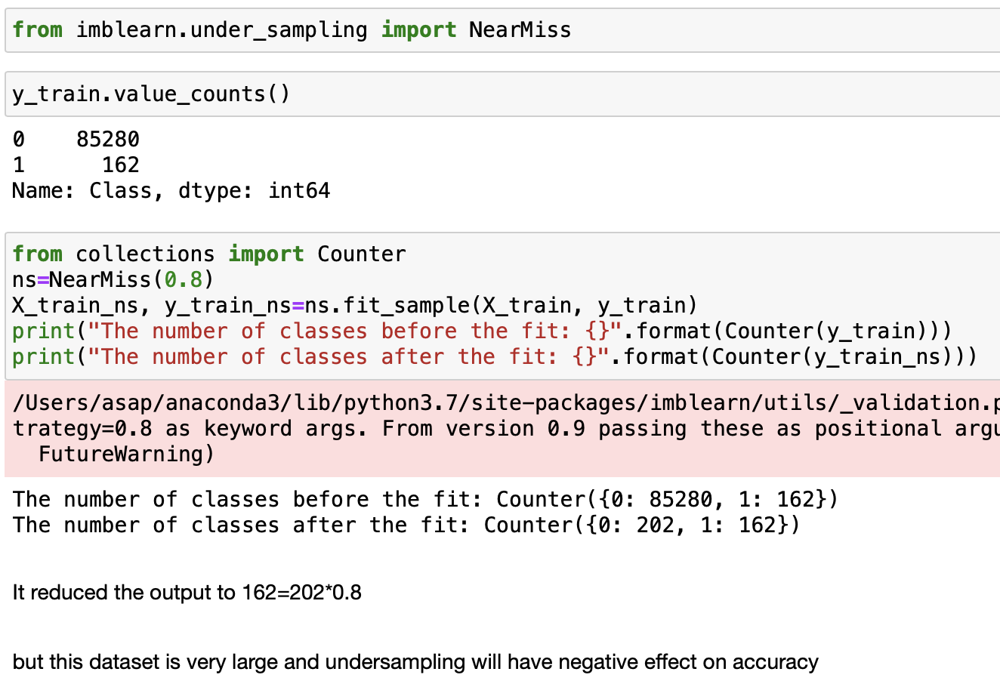 from imblearn.under_sampling import NearMiss
y_train.value_counts()
0    85280
1      162
Name: Class, dtype: int64
from collections import Counter
ns=NearMiss(0.8)
X_train_ns, y_train_ns=ns.fit_sample(X_train, y_train)
print("The number of classes before the fit: {}".format(Counter(y_train)))
print("The number of classes after the fit: {}".format(Counter(y_train_ns)))
/Users/asap/anaconda3/lib/python3.7/site-packages/imblearn/utils/_validation.p
trategy=0.8 as keyword args. From version 0.9 passing these as positional argu
  FutureWarning)
The number of classes before the fit: Counter({0: 85280, 1: 162})
The number of classes after the fit: Counter({0: 202, 1: 162})
It reduced the output to 162=202*0.8
but this dataset is very large and undersampling will have negative effect on accuracy